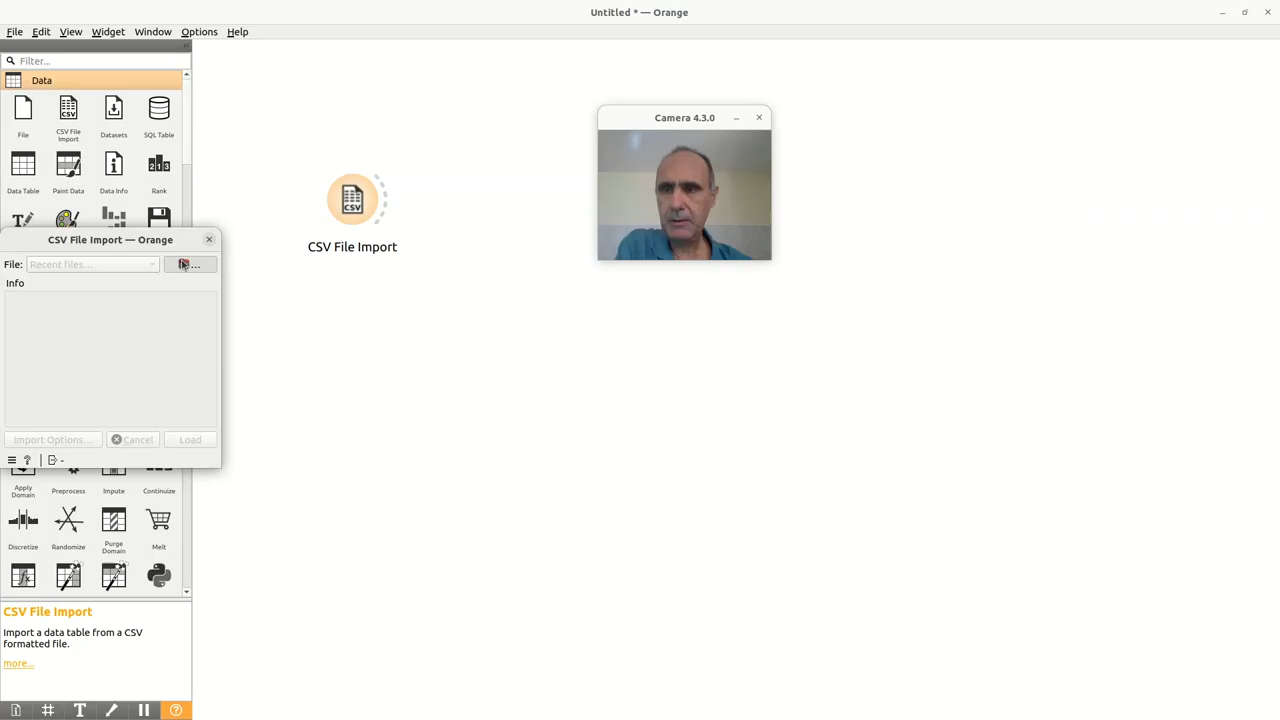 Untitled * — Orange
File Edit View Widget Window Options Help
Filter...
Data
File CSV File Import Datasets SQL Table
Data Table Paint Data Data Info Rank
CSV File Import — Orange
File: Recent files... ...
Info
Import Options... Cancel Load
Apply Domain Preprocess Impute Continuize
Discretize Randomize Purge Domain Melt
CSV File Import
Import a data table from a CSV
formatted file.
more...
CSV
CSV File Import
Camera 4.3.0